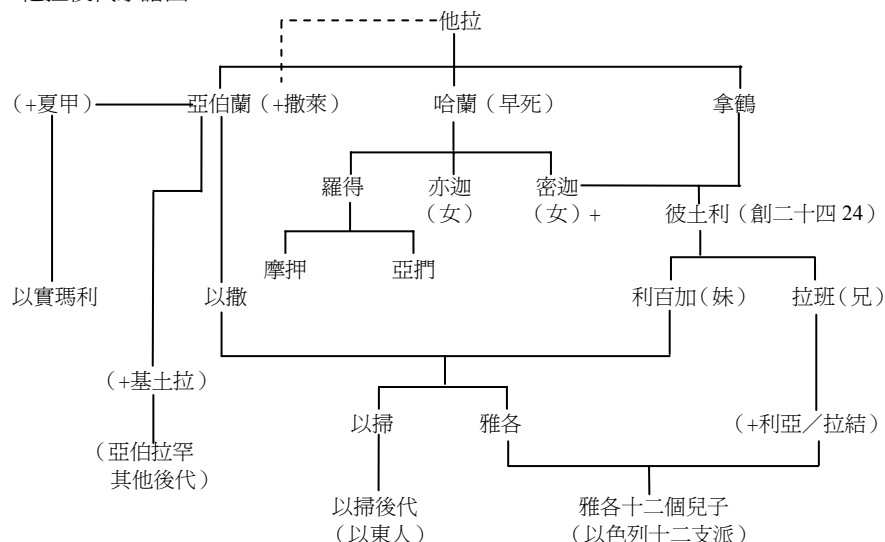 他拉
（+夏甲） 亞伯蘭（+撒萊） 哈蘭（早死） 拿鶴
羅得 亦迦 密迦
（女） （女）+ 彼土利（創二十四 24）
摩押 亞捫
以實瑪利 以撒 利百加（妹） 拉班（兄）
（+基土拉）
以掃 雅各 （+利亞／拉結）
（亞伯拉罕
其他後代）
以掃後代 雅各十二個兒子
（以東人） （以色列十二支派）